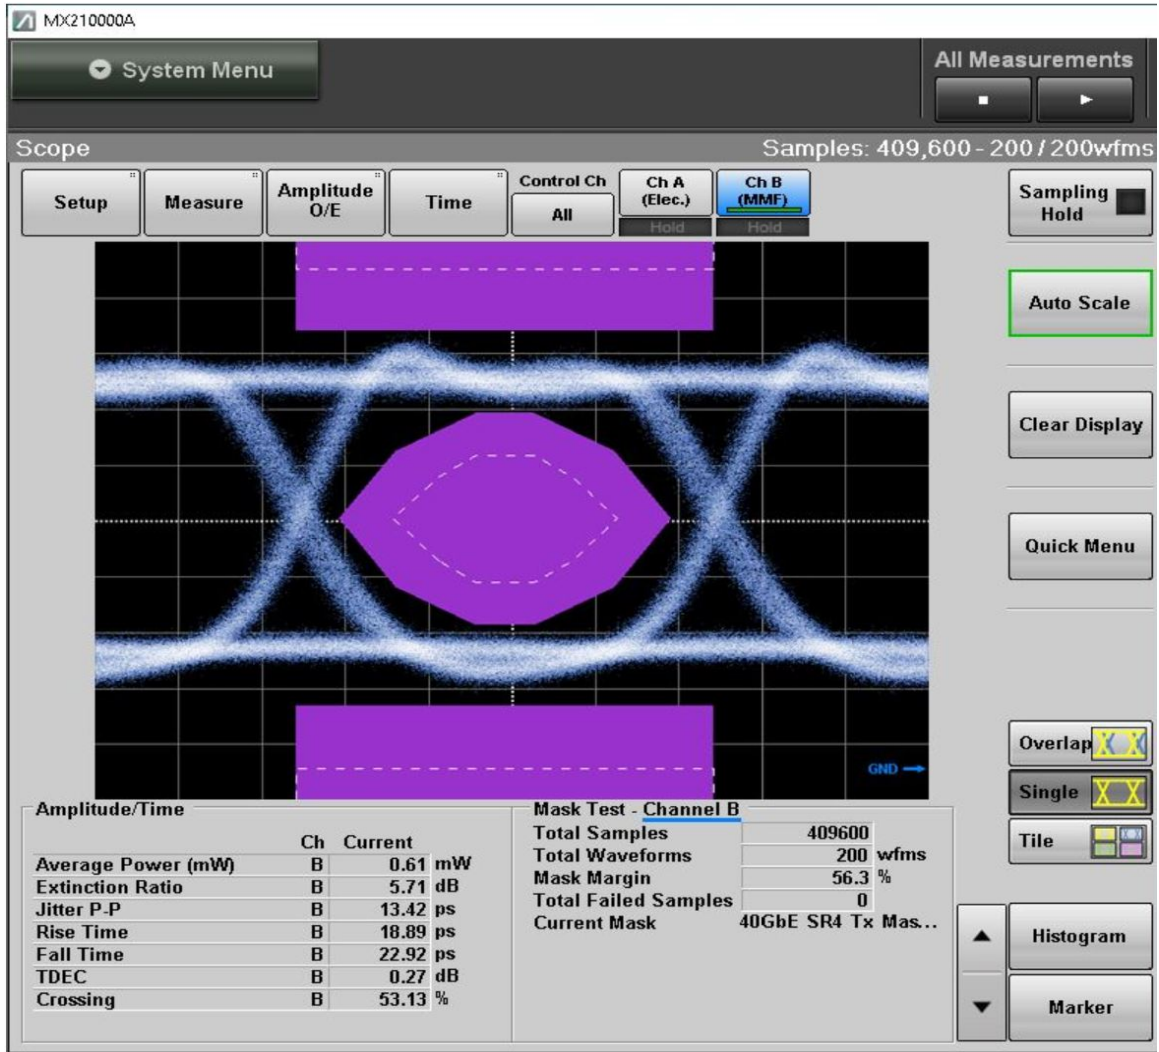 MX210000A
System Menu
All Measurements
Scope
Samples: 409,600 - 200 / 200wfms
Setup
Measure
Amplitude
O/E
Time
Control Ch
All
Ch A
(Elec.)
Hold
Ch B
(MMF)
Hold
Sampling
Hold
Auto Scale
Clear Display
Quick Menu
GND
Overlap
Single
Tile
Histogram
Marker
Amplitude/Time
Ch Current
Average Power (mW) B 0.61 mW
Extinction Ratio B 5.71 dB
Jitter P-P B 13.42 ps
Rise Time B 18.89 ps
Fall Time B 22.92 ps
TDEC B 0.27 dB
Crossing B 53.13 %
Mask Test - Channel B
Total Samples 409600
Total Waveforms 200 wfms
Mask Margin 56.3 %
Total Failed Samples 0
Current Mask 40GbE SR4 Tx Mas...